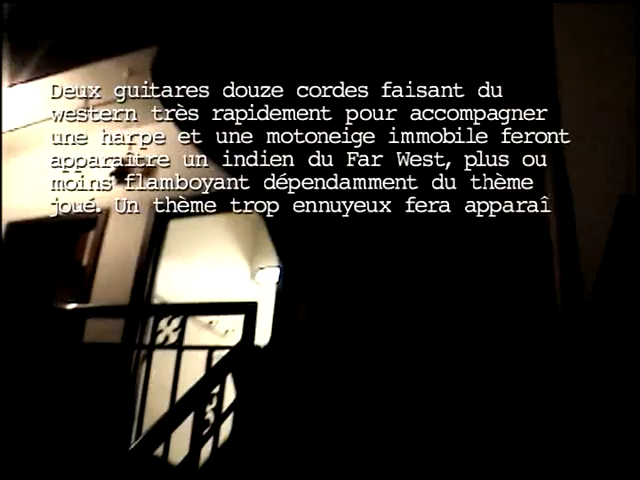 Deux guitares douze cordes faisant du
western très rapidement pour accompagner
une harpe et une motoneige immobile feront
apparaître un indien du Far West, plus ou
moins flamboyant dépendamment du thème
joué. Un thème trop ennuyeux fera apparaî